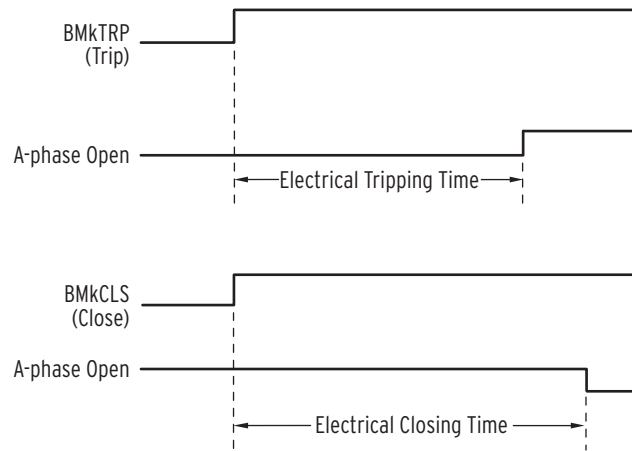 BMkTRP
(Trip)
A-phase Open
Electrical Tripping Time
BMkCLS
(Close)
A-phase Open
Electrical Closing Time